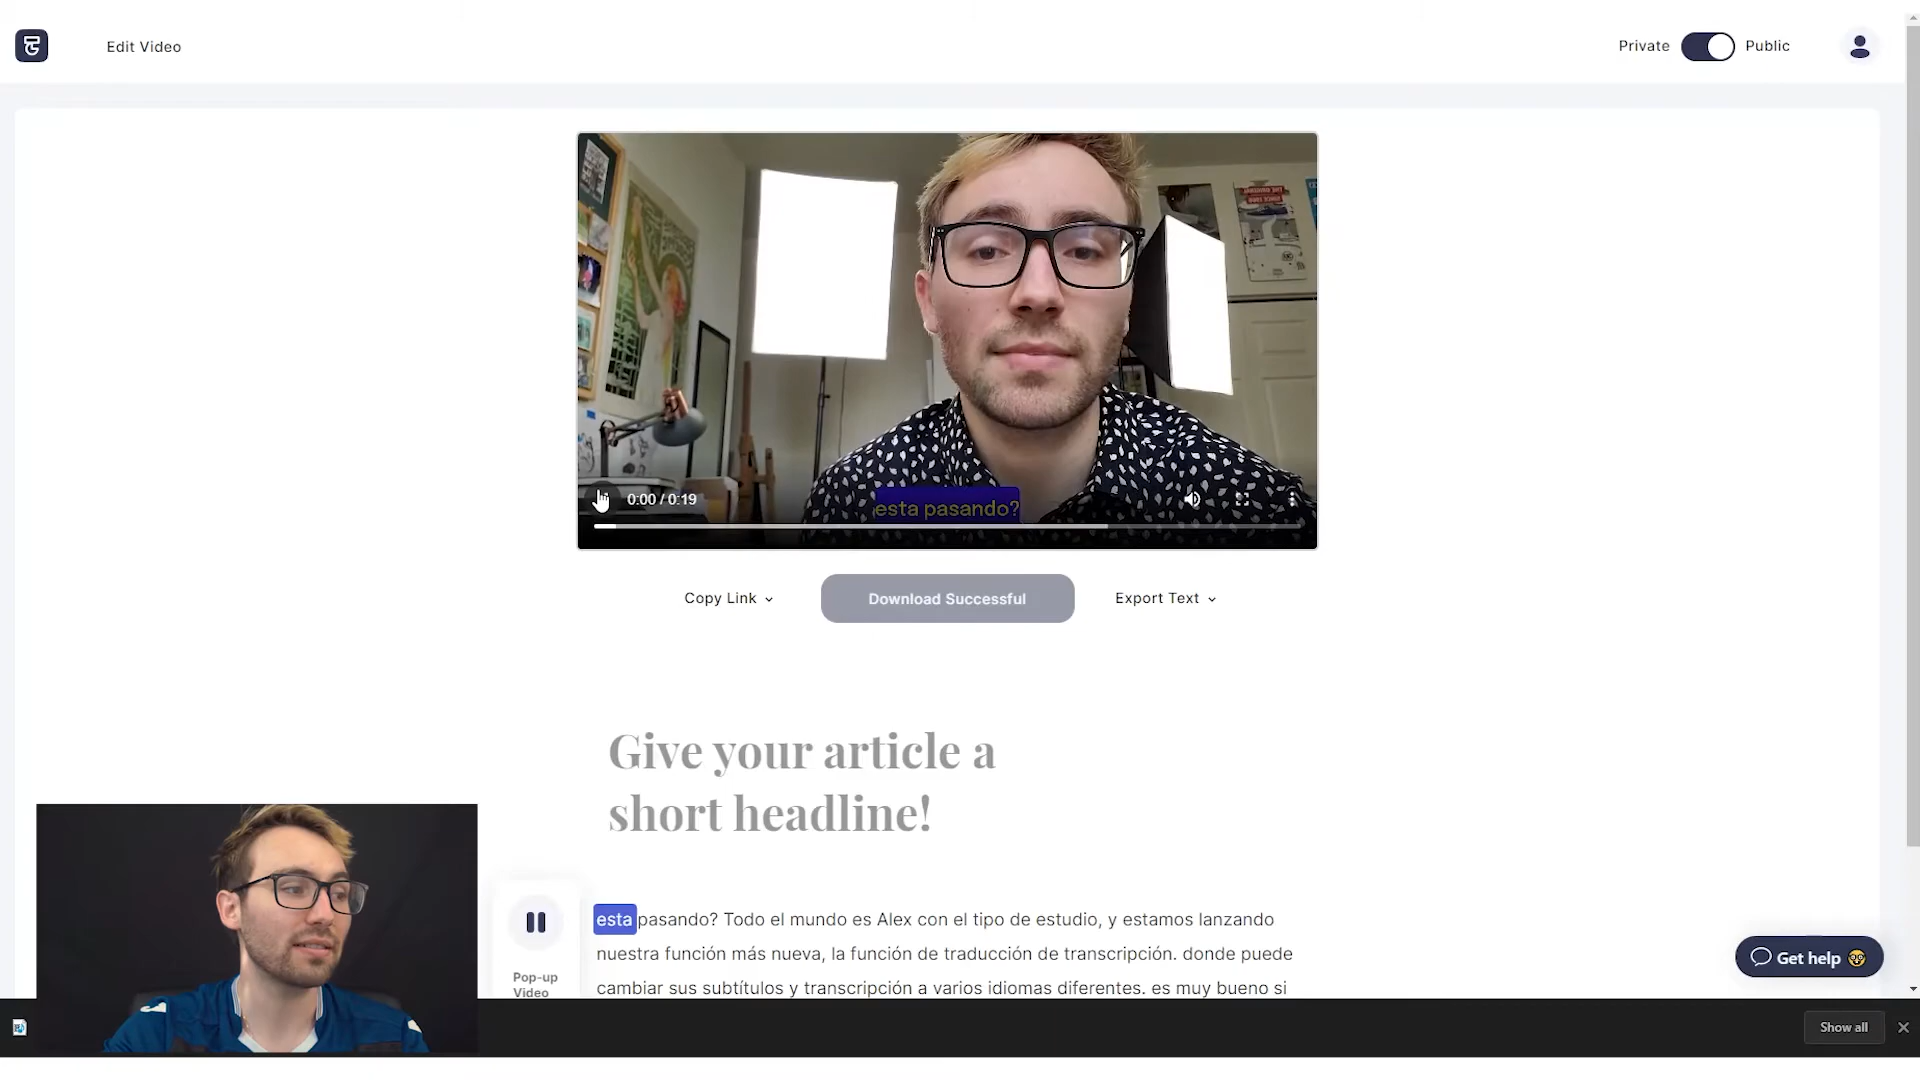 Edit Video
Private
Public
0:00 / 0:19
esta pasando?
Copy Link
Download Successful
Export Text
Give your article a
short headline!
esta pasando? Todo el mundo es Alex con el tipo de estudio, y estamos lanzando
nuestra función más nueva, la función de traducción de transcripción. donde puede
cambiar sus subtítulos y transcripción a varios idiomas diferentes. es muy bueno si
Pop-up
Video
Get help
Show all